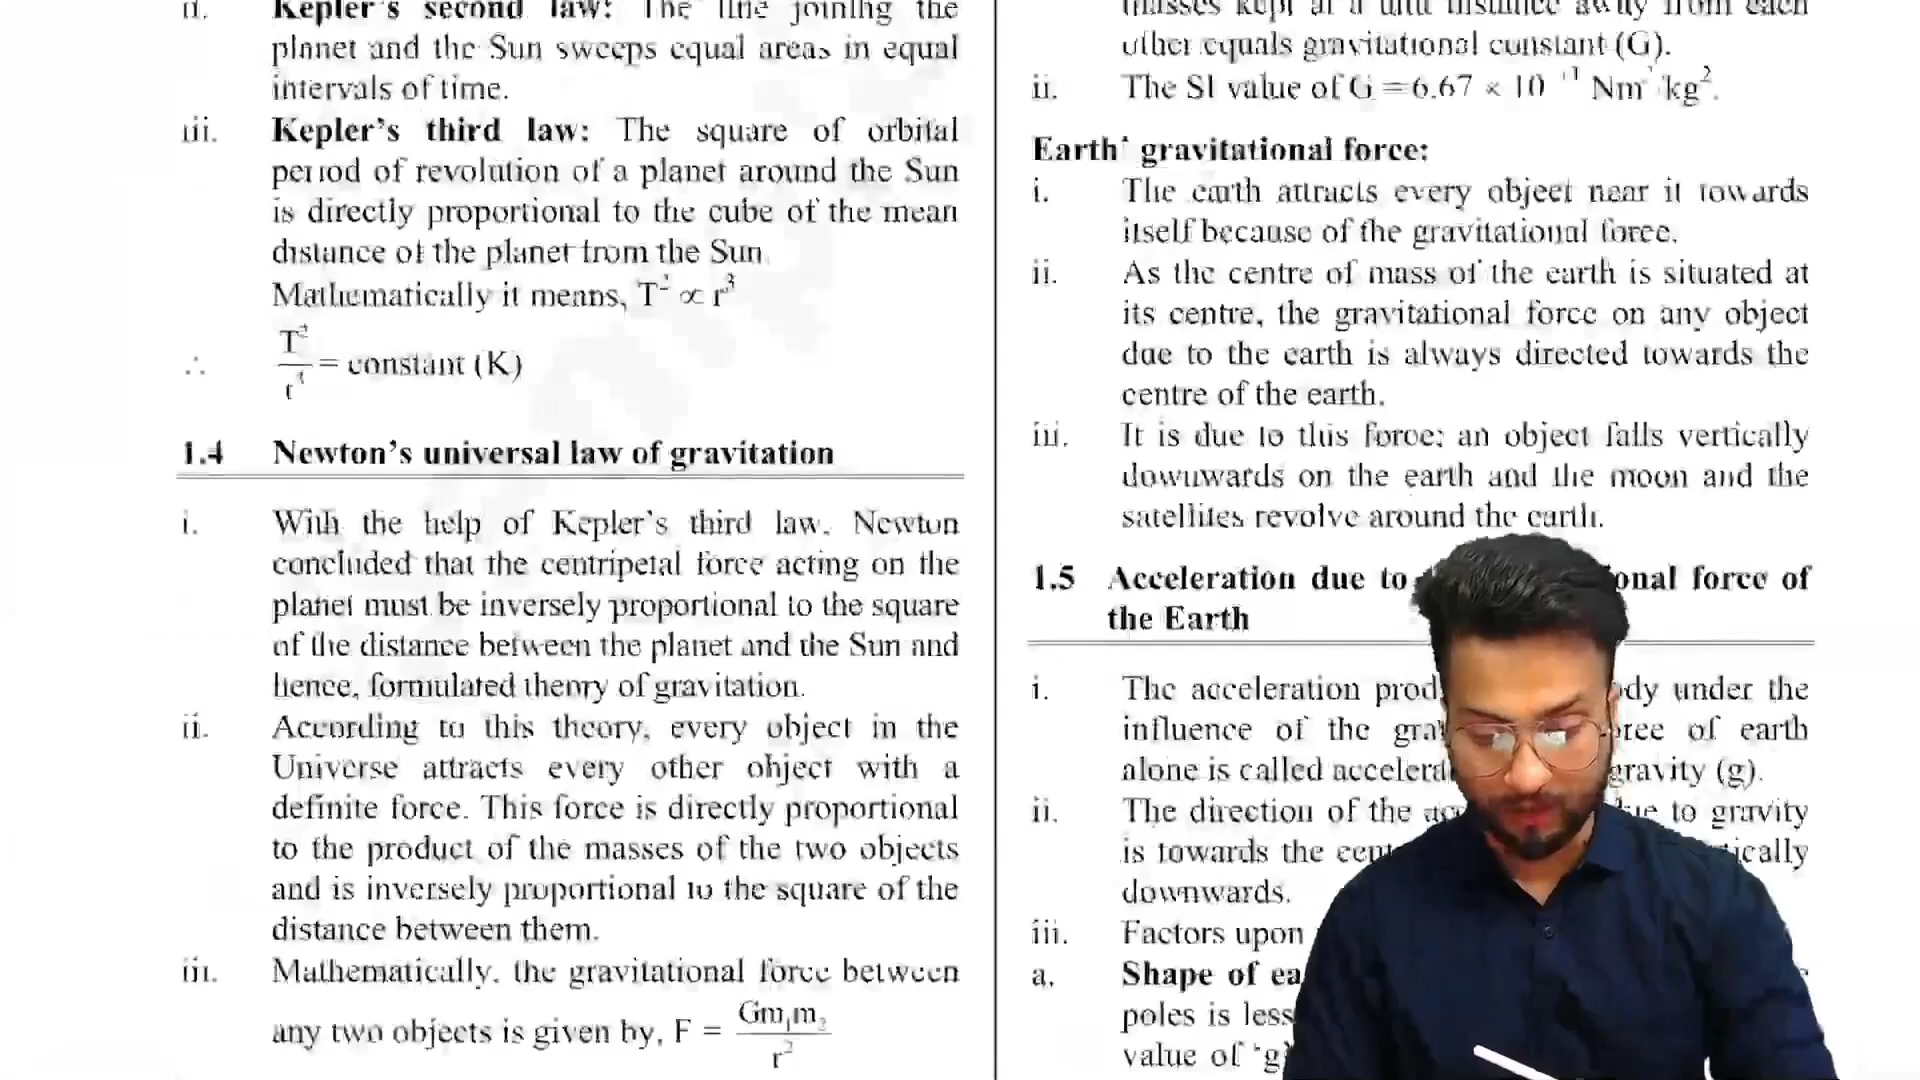 ii. Kepler's second law: The line joining the
planet and the Sun sweeps equal areas in equal
intervals of time.
iii. Kepler's third law: The square of orbital
period of revolution of a planet around the Sun
is directly proportional to the cube of the mean
distance of the planet from the Sun.
Mathematically it means, T² ∝ r³
∴ T²/r³ = constant (K)
1.4 Newton's universal law of gravitation
i. With the help of Kepler's third law, Newton
concluded that the centripetal force acting on the
planet must be inversely proportional to the square
of the distance between the planet and the Sun and
hence, formulated theory of gravitation.
ii. According to this theory, every object in the
Universe attracts every other object with a
definite force. This force is directly proportional
to the product of the masses of the two objects
and is inversely proportional to the square of the
distance between them.
iii. Mathematically, the gravitational force between
any two objects is given by, F = Gm₁m₂/r²
masses kept at a unit distance away from each
other equals gravitational constant (G).
ii. The SI value of G = 6.67 × 10 Nm kg².
Earth' gravitational force:
i. The earth attracts every object near it towards
itself because of the gravitational force.
ii. As the centre of mass of the earth is situated at
its centre, the gravitational force on any object
due to the earth is always directed towards the
centre of the earth.
iii. It is due to this force; an object falls vertically
downwards on the earth and the moon and the
satellites revolve around the earth.
1.5 Acceleration due to onal force of
the Earth
i. The acceleration prod dy under the
influence of the gra of earth
alone is called accelera gravity (g).
ii. The direction of the to gravity
is towards the cent tically
downwards.
iii. Factors upon
a. Shape of ea
poles is less
value of 'g